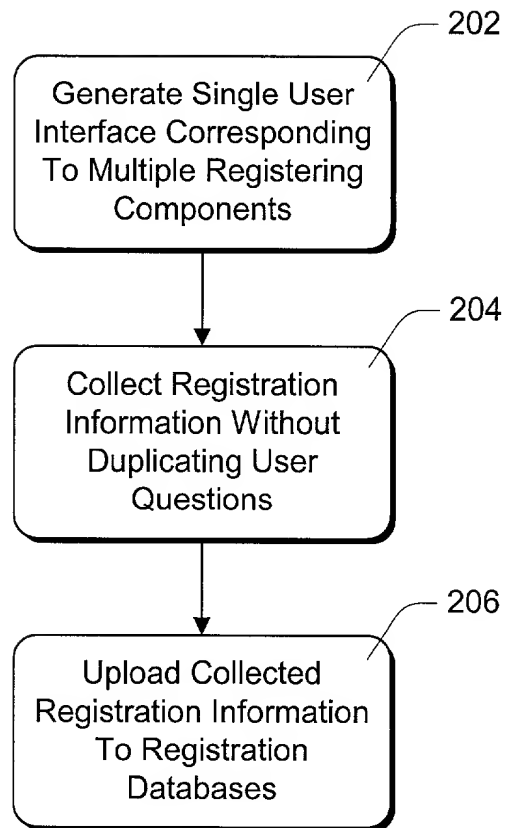 202
Generate Single User
Interface Corresponding
To Multiple Registering
Components
204
Collect Registration
Information Without
Duplicating User
Questions
206
Upload Collected
Registration Information
To Registration
Databases